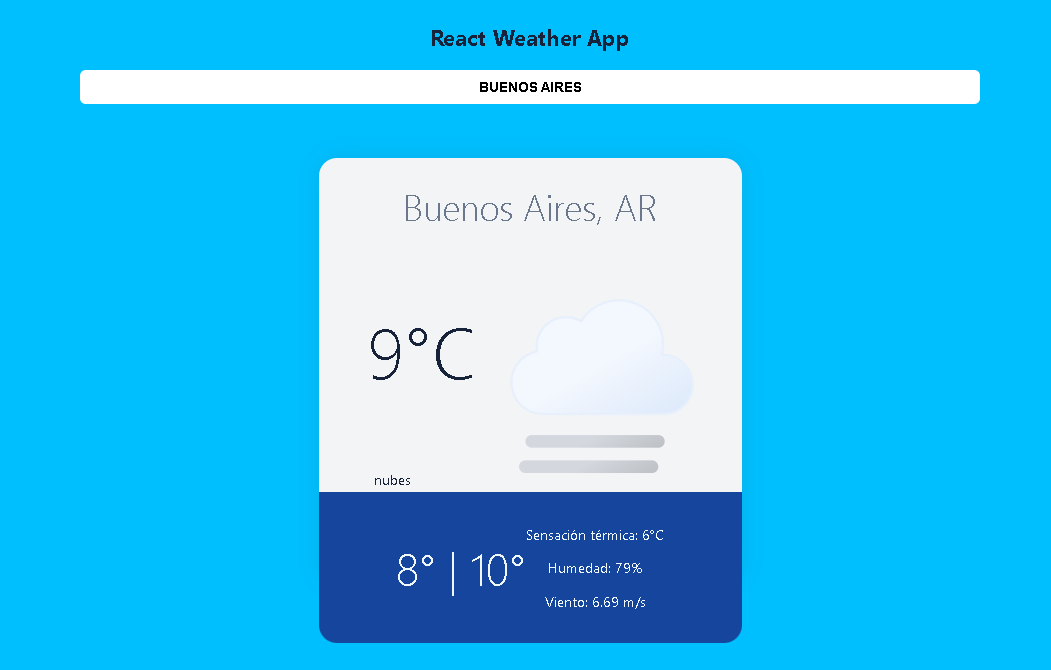 React Weather App
BUENOS AIRES
Buenos Aires, AR
9°C
nubes
8° | 10°
Sensación térmica: 6°C
Humedad: 79%
Viento: 6.69 m/s